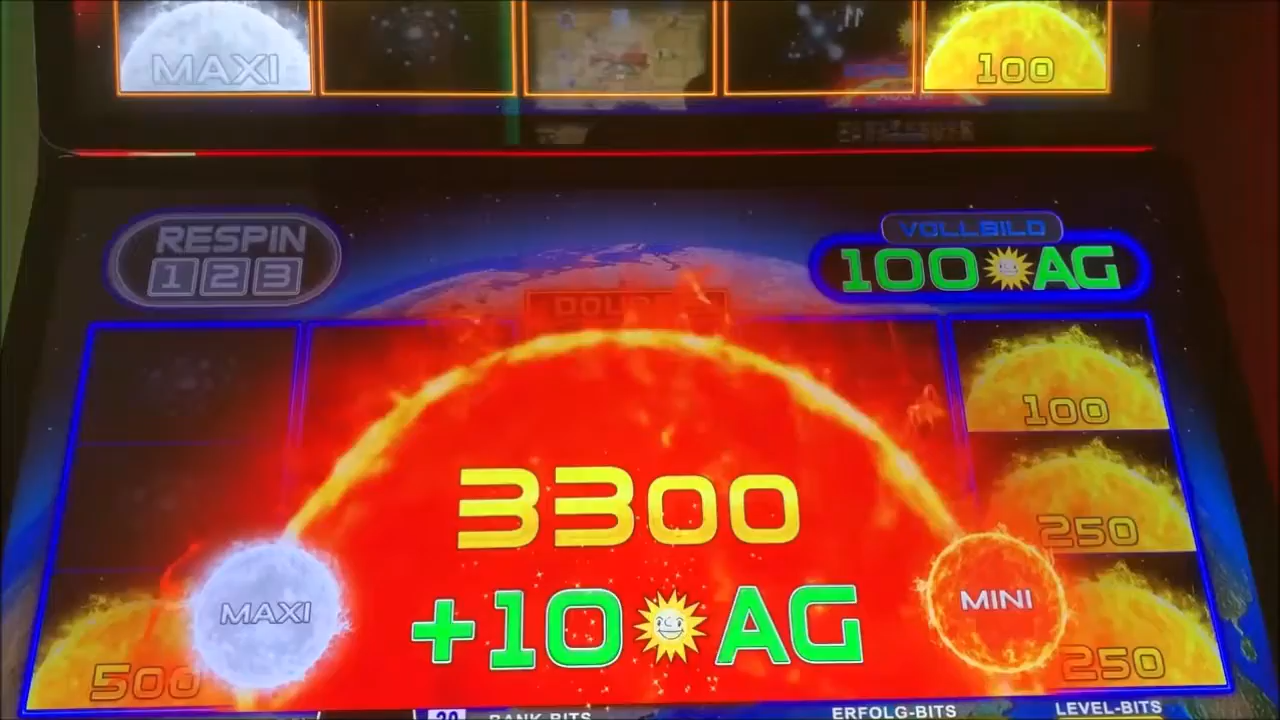 MAXI
100
RESPIN
1 2 3
VOLLBILD
100 AG
100
3300
250
MAXI
MINI
+10 AG
500
250
20
BANK-BITS
ERFOLG-BITS
LEVEL-BITS